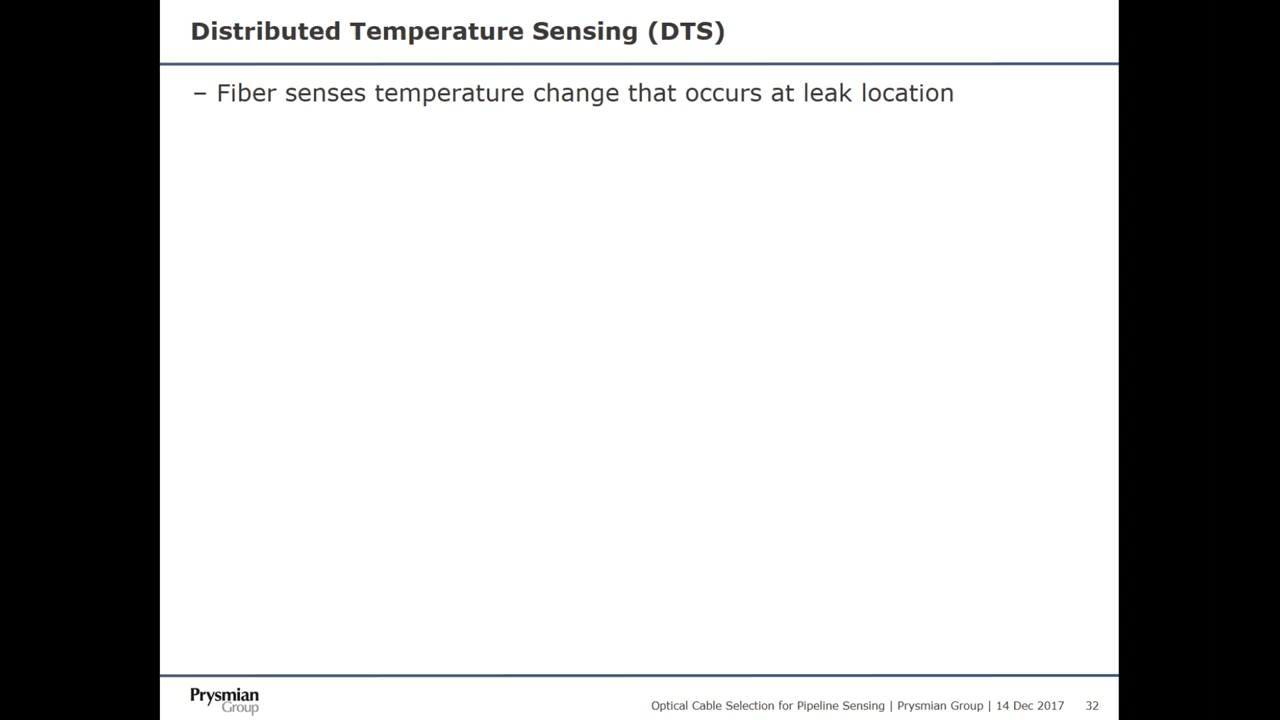 Distributed Temperature Sensing (DTS)
– Fiber senses temperature change that occurs at leak location
Prysmian
Group
Optical Cable Selection for Pipeline Sensing | Prysmian Group | 14 Dec 2017 32